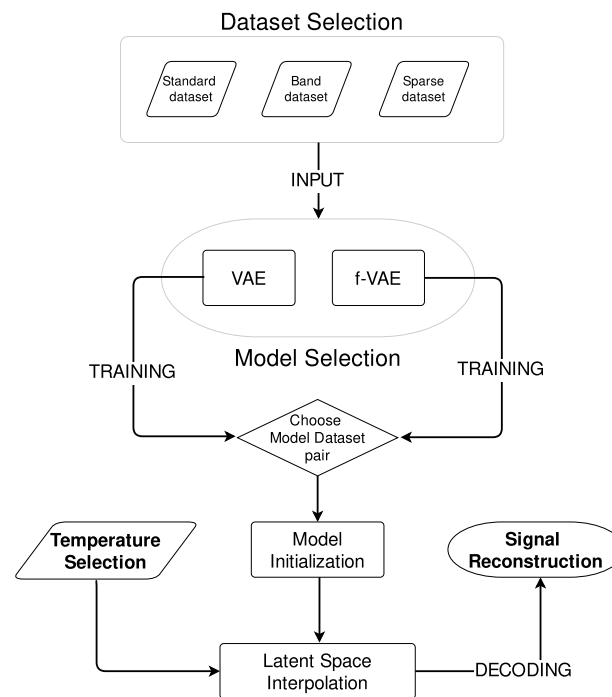 Dataset Selection
Standard
dataset
Band
dataset
Sparse
dataset
INPUT
VAE
f-VAE
Model Selection
TRAINING
TRAINING
Choose
Model Dataset
pair
Temperature
Selection
Model
Initialization
Signal
Reconstruction
Latent Space
Interpolation
DECODING